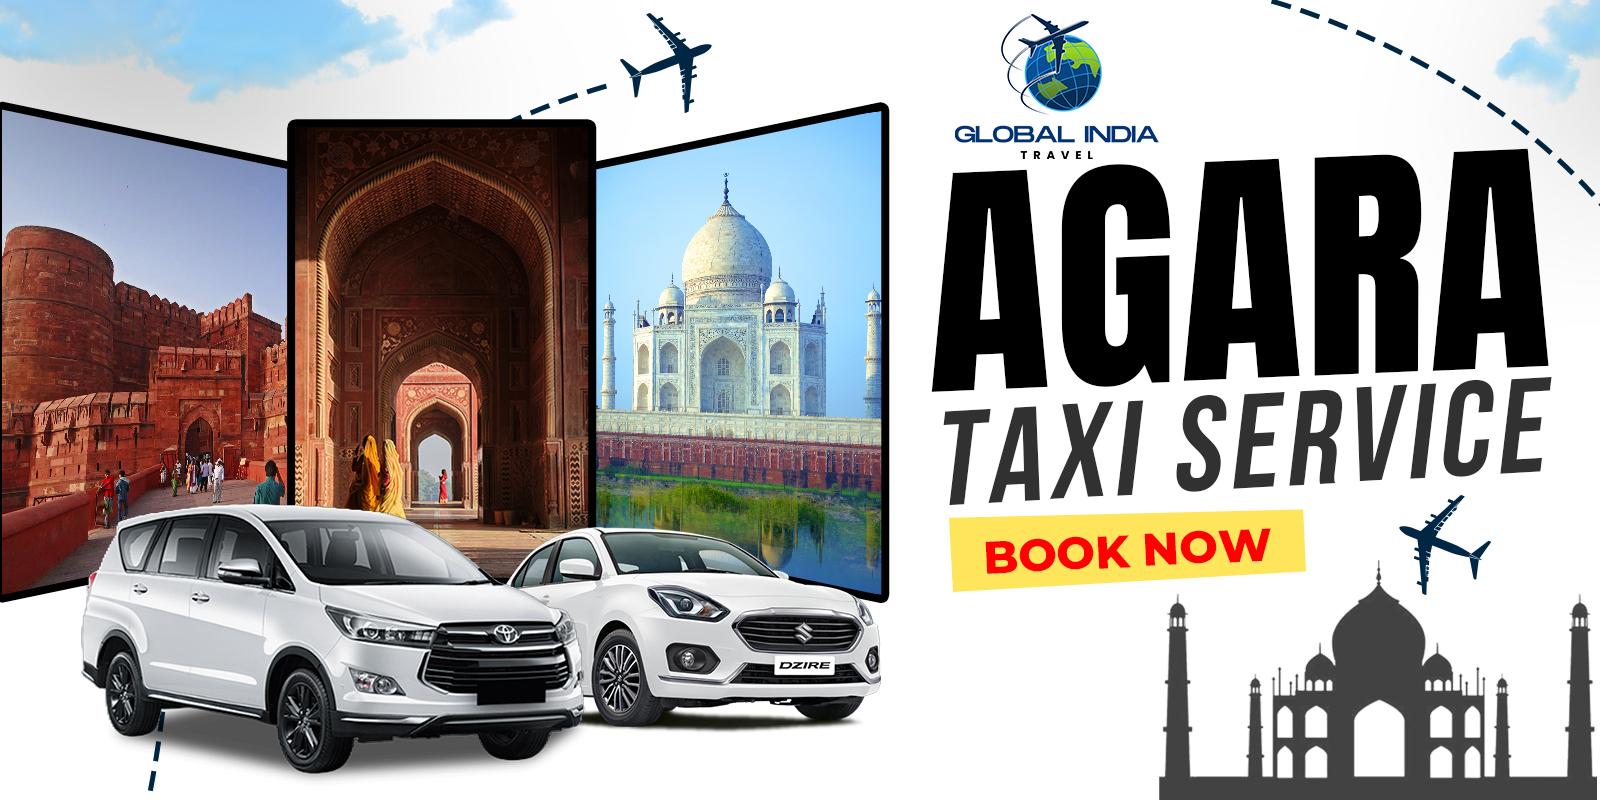 GLOBAL INDIA
TRAVEL
AGARA
TAXI SERVICE
BOOK NOW
DZIRE